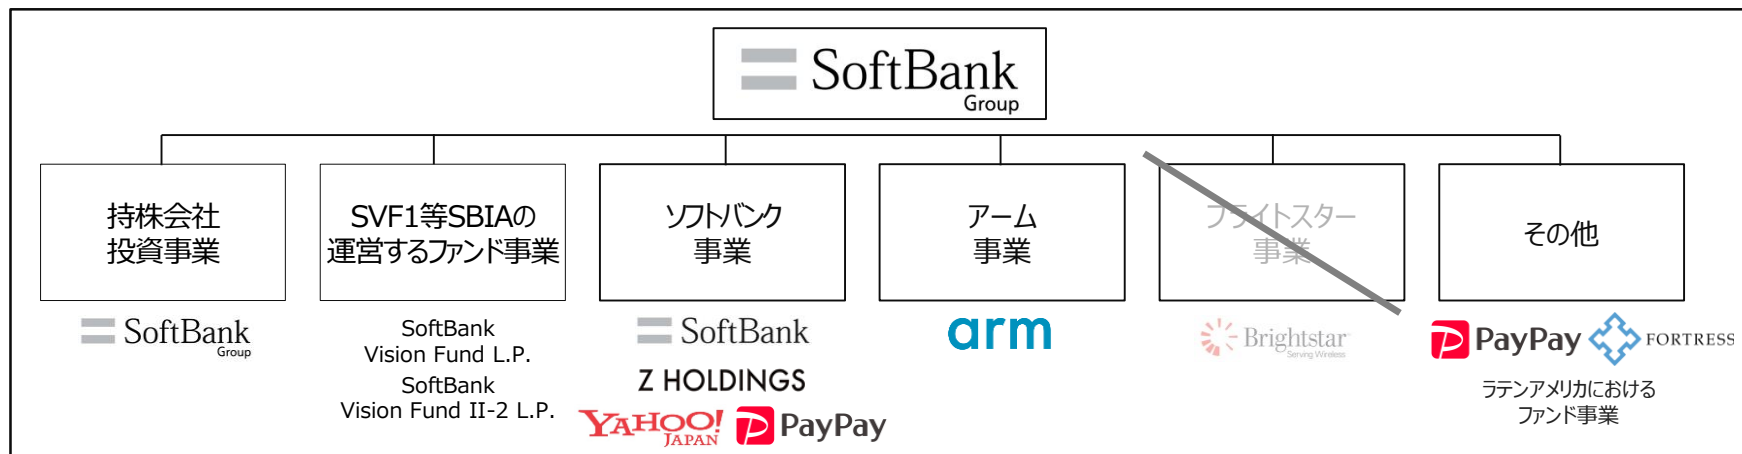 SoftBank
Group
持株会社
投資事業
SVF1等SBIAの
運営するファンド事業
ソフトバンク
事業
アーム
事業
ブライトスター
事業
その他
SoftBank
Group
SoftBank
Vision Fund L.P.
SoftBank
Vision Fund II-2 L.P.
SoftBank
Z HOLDINGS
YAHOO!
JAPAN
PayPay
arm
Brightstar
Serving Wireless
PayPay
FORTRESS
ラテンアメリカにおける
ファンド事業